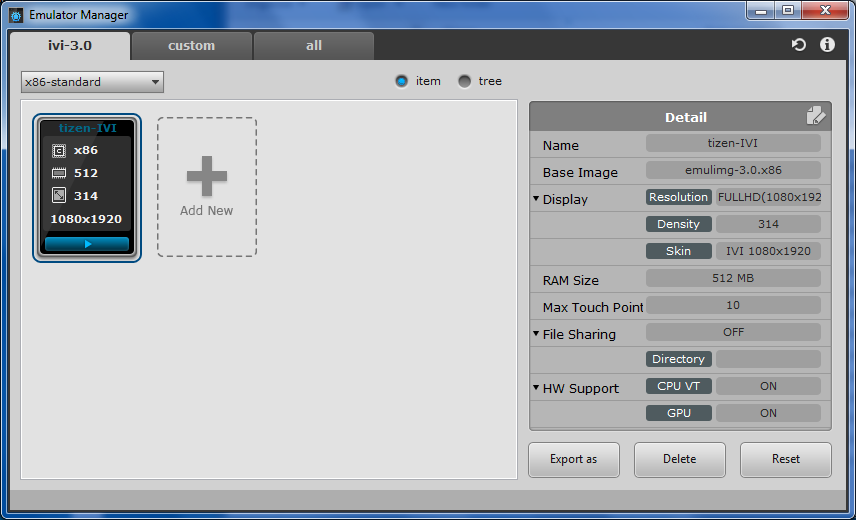 Emulator Manager
ivi-3.0
custom
all
x86-standard
item
tree
tizen-IVI
x86
512
314
1080x1920
Add New
Detail
Name tizen-IVI
Base Image emulimg-3.0.x86
Display Resolution FULLHD(1080x192
Density 314
Skin IVI 1080x1920
RAM Size 512 MB
Max Touch Point 10
File Sharing OFF
Directory
HW Support CPU VT ON
GPU ON
Export as
Delete
Reset